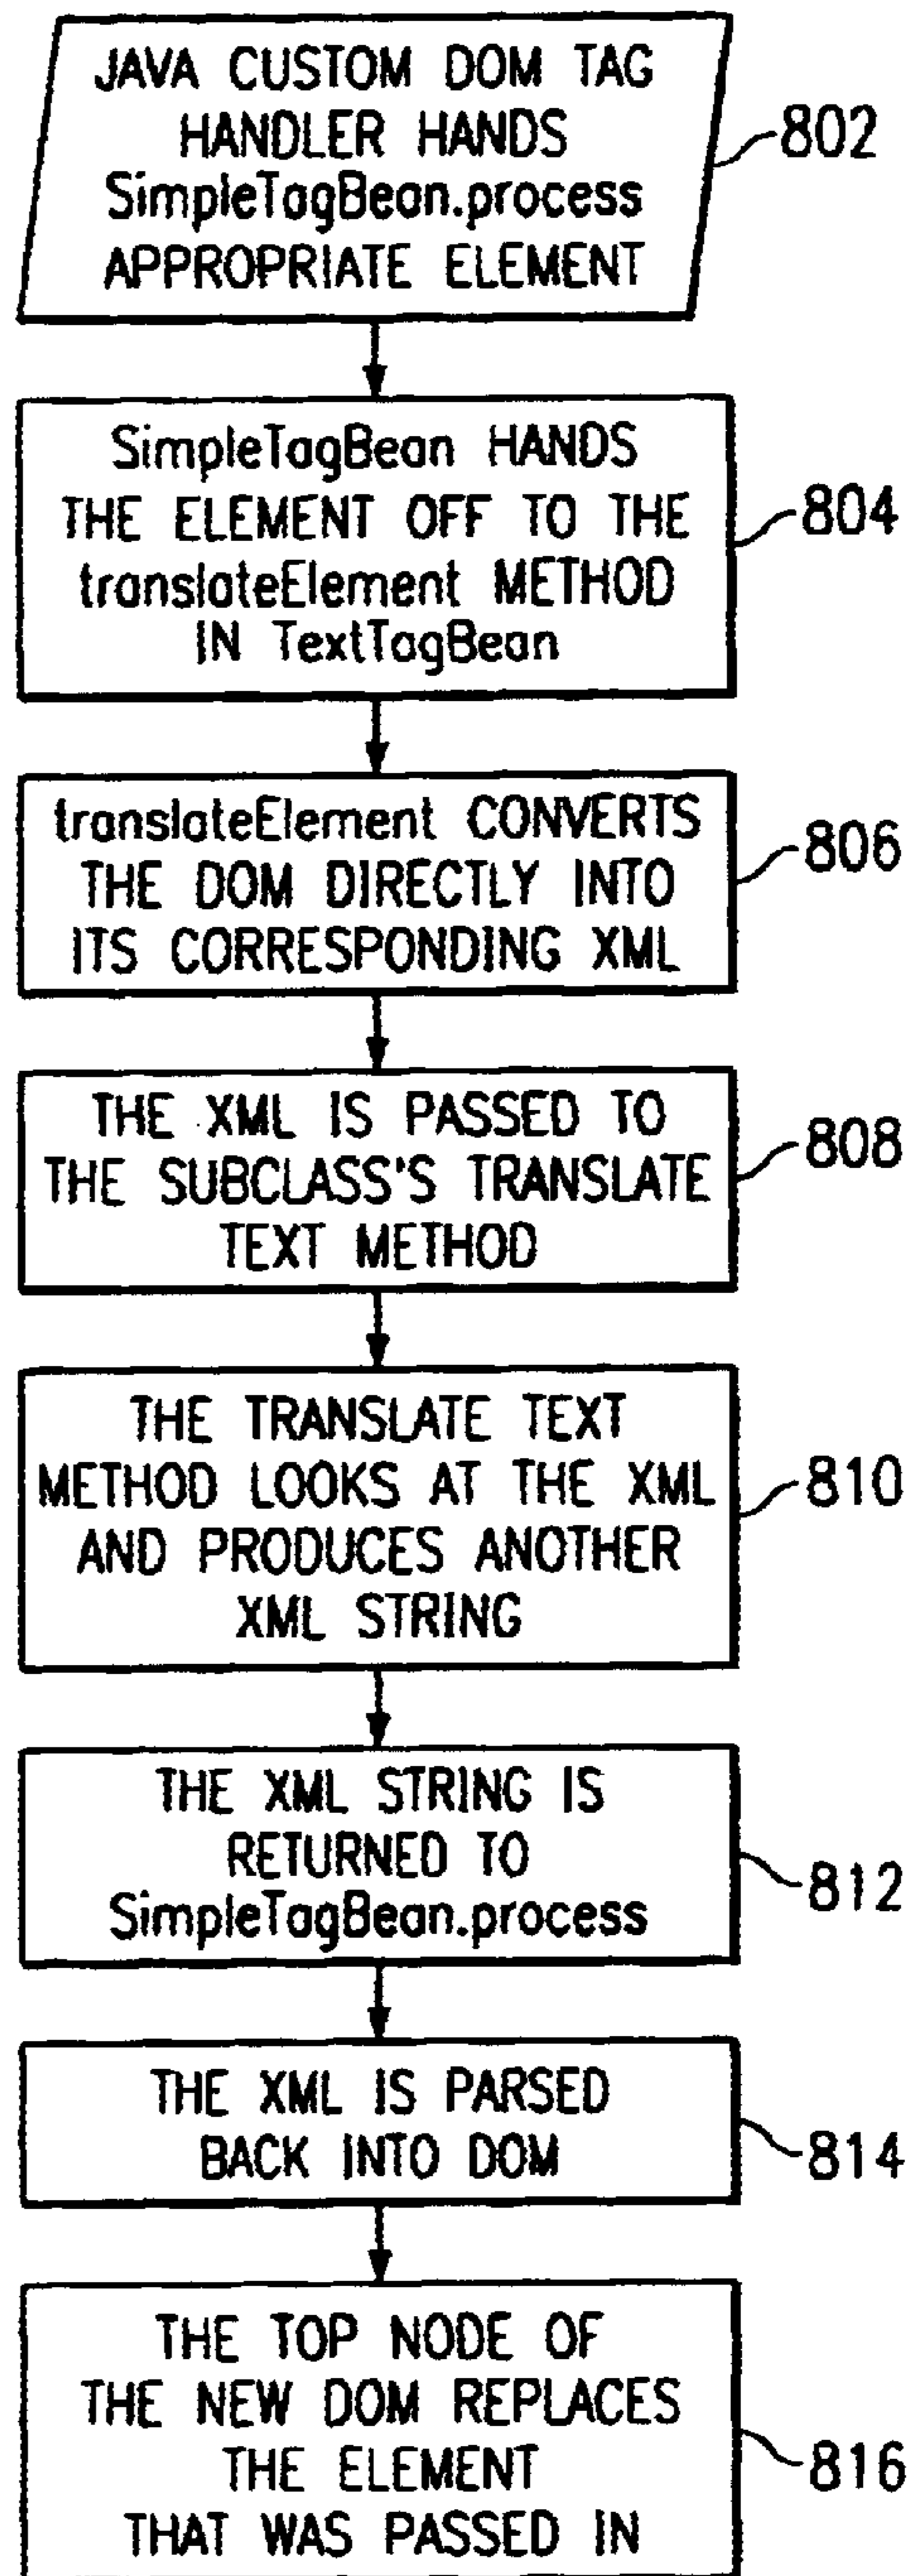 JAVA CUSTOM DOM TAG
HANDLER HANDS
SimpleTagBean.process
APPROPRIATE ELEMENT
802
SimpleTagBean HANDS
THE ELEMENT OFF TO THE
translateElement METHOD
IN TextTagBean
804
translateElement CONVERTS
THE DOM DIRECTLY INTO
ITS CORRESPONDING XML
806
THE XML IS PASSED TO
THE SUBCLASS'S TRANSLATE
TEXT METHOD
808
THE TRANSLATE TEXT
METHOD LOOKS AT THE XML
AND PRODUCES ANOTHER
XML STRING
810
THE XML STRING IS
RETURNED TO
SimpleTagBean.process
812
THE XML IS PARSED
BACK INTO DOM
814
THE TOP NODE OF
THE NEW DOM REPLACES
THE ELEMENT
THAT WAS PASSED IN
816